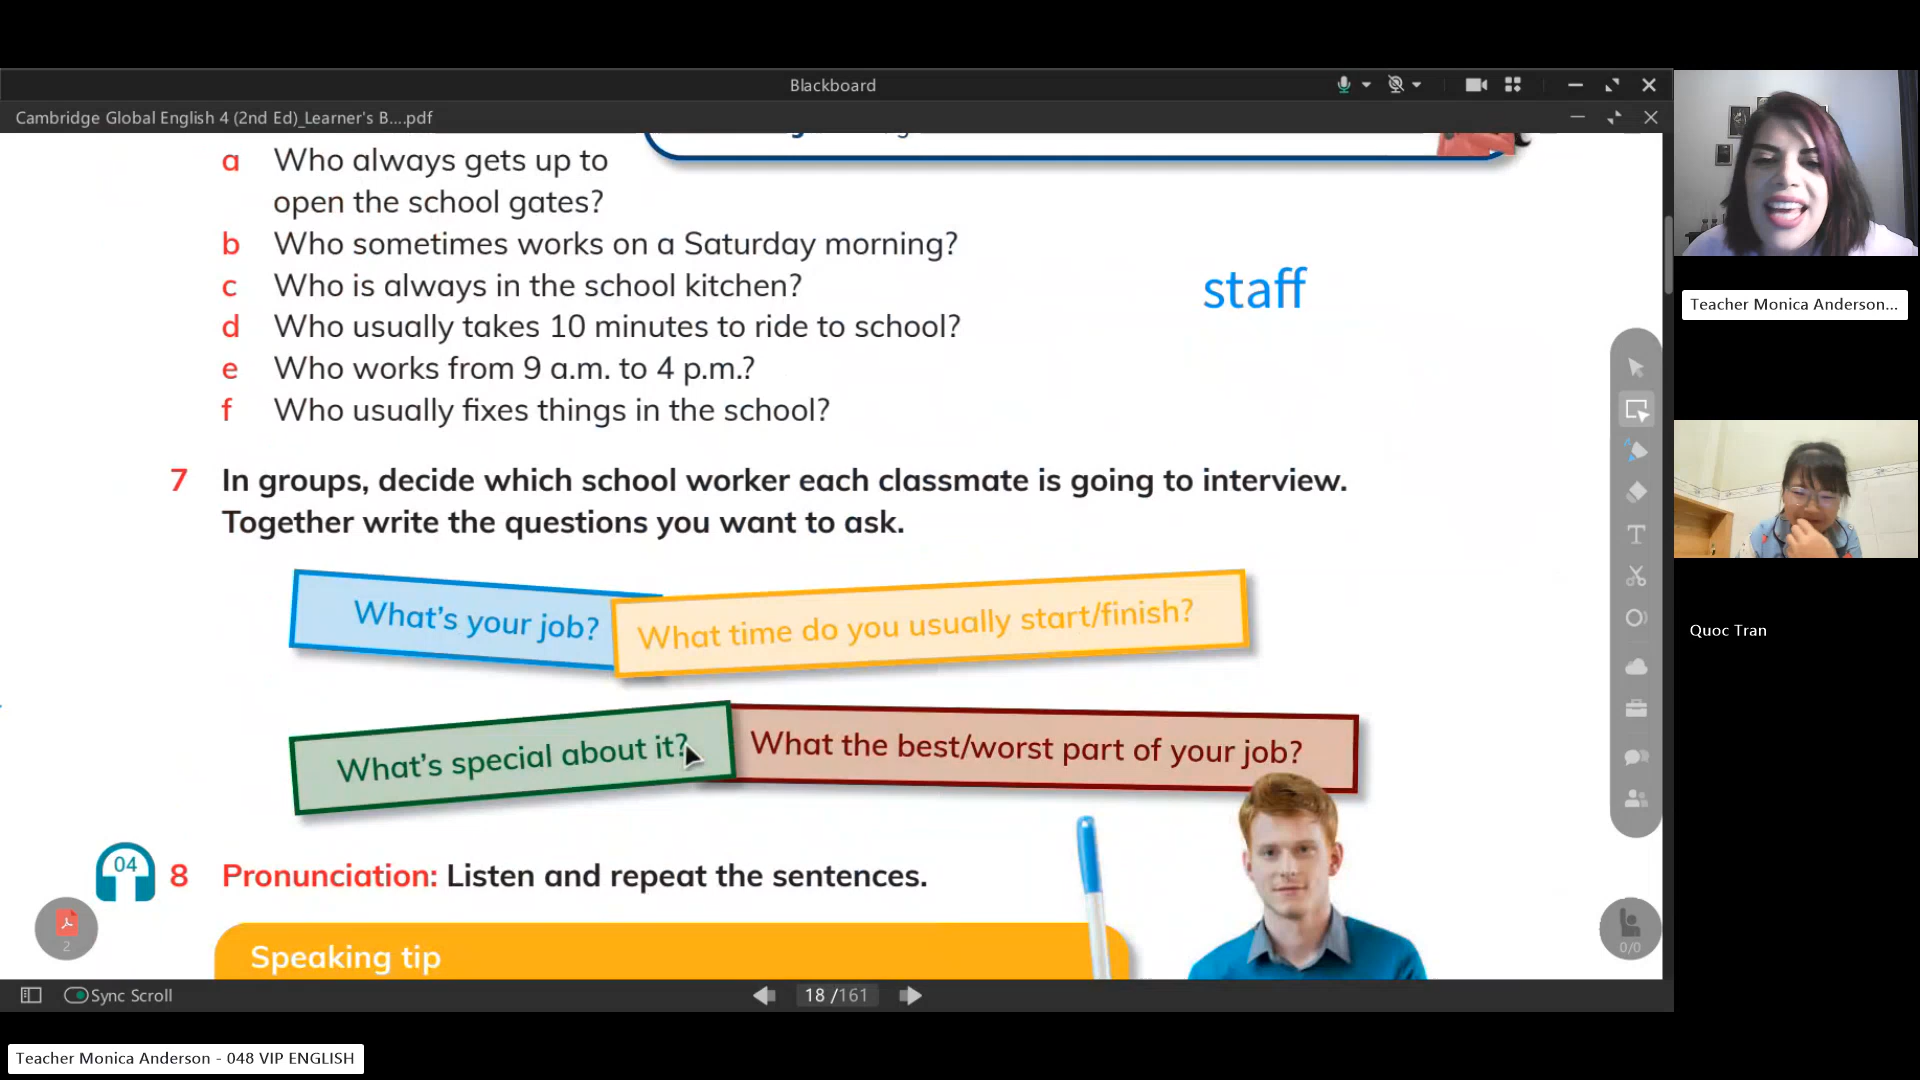 Blackboard
Cambridge Global English 4 (2nd Ed)_Learner's B....pdf
a Who always gets up to
open the school gates?
b Who sometimes works on a Saturday morning?
c Who is always in the school kitchen?
d Who usually takes 10 minutes to ride to school?
e Who works from 9 a.m. to 4 p.m.?
f Who usually fixes things in the school?
staff
7 In groups, decide which school worker each classmate is going to interview.
Together write the questions you want to ask.
What's your job?
What time do you usually start/finish?
What's special about it?
What the best/worst part of your job?
04
8 Pronunciation: Listen and repeat the sentences.
Speaking tip
2
0/0
Sync Scroll
18 /161
Teacher Monica Anderson - 048 VIP ENGLISH
Teacher Monica Anderson...
Quoc Tran